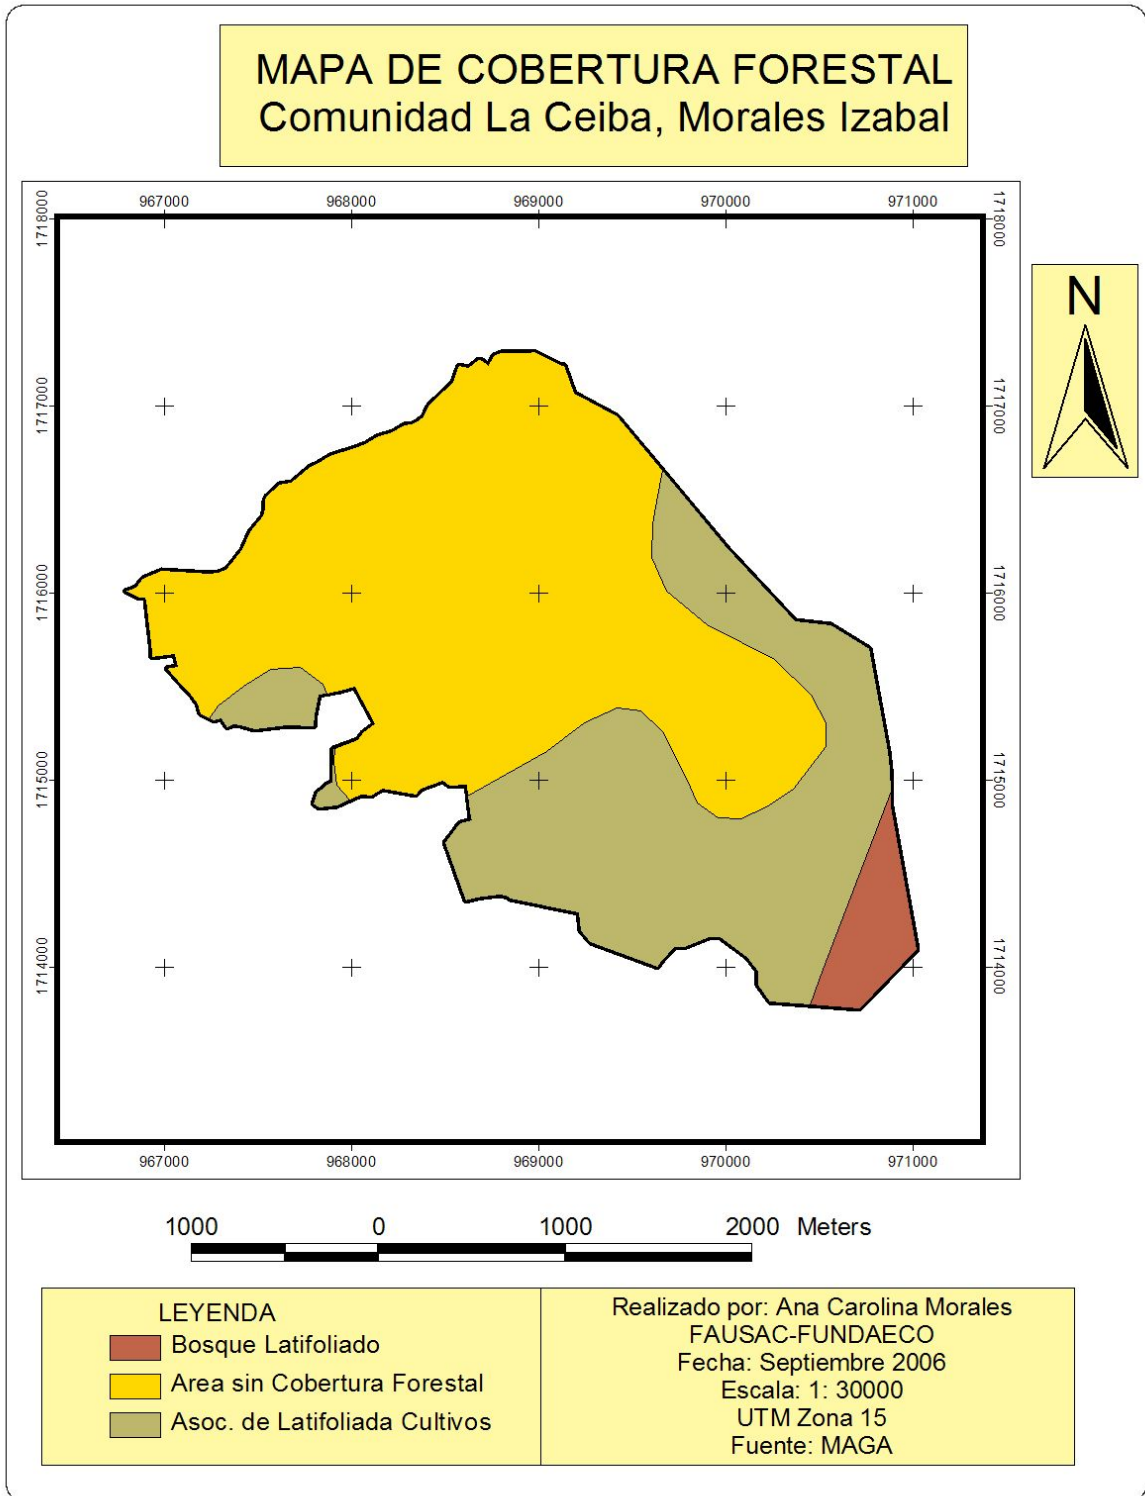 MAPA DE COBERTURA FORESTAL
Comunidad La Ceiba, Morales Izabal
967000 968000 969000 970000 971000
1718000 1718000
N
1717000 1717000
1716000 1716000
1715000 1715000
1714000 1714000
967000 968000 969000 970000 971000
1000 0 1000 2000 Meters
LEYENDA
Bosque Latifoliado
Area sin Cobertura Forestal
Asoc. de Latifoliada Cultivos
Realizado por: Ana Carolina Morales
FAUSAC-FUNDAECO
Fecha: Septiembre 2006
Escala: 1: 30000
UTM Zona 15
Fuente: MAGA